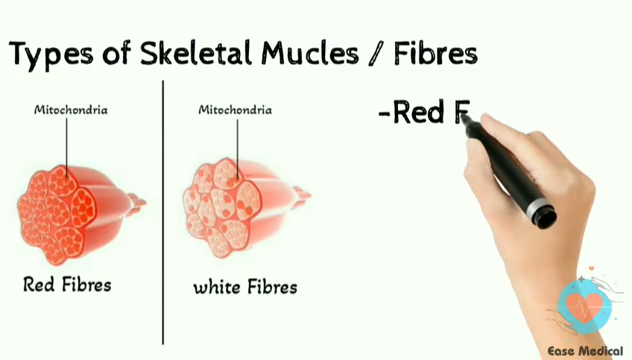 Types of Skeletal Mucles / Fibres
Mitochondria
Mitochondria
-Red F
Red Fibres
white Fibres
Ease Medical